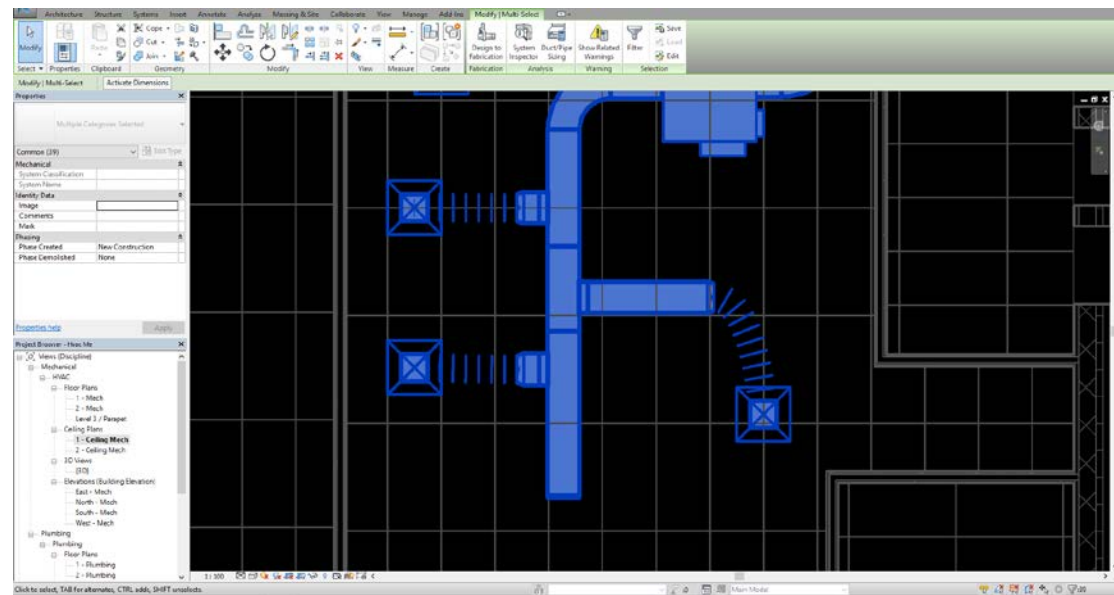 Architecture Structure Systems Insert Annotate Analyze Massing & Site Collaborate View Manage Add-Ins Modify | Multi-Select
Modify Paste Cope Cut Join Design to Fabrication System Inspector Duct/Pipe Sizing Show Related Warnings Filter Save Load Edit
Select Properties Clipboard Geometry Modify View Measure Create Fabrication Analysis Warning Selection
Modify | Multi-Select Activate Dimensions
Properties
Multiple Categories Selected
Common (39) Edit Type
Mechanical
System Classification
System Name
Identity Data
Image
Comments
Mark
Phasing
Phase Created New Construction
Phase Demolished None
Properties help Apply
Project Browser - Hvac Me
Views (Discipline)
Mechanical
HVAC
Floor Plans
1 - Mech
2 - Mech
Level 3 / Parapet
Ceiling Plans
1 - Ceiling Mech
2 - Ceiling Mech
3D Views
{3D}
Elevations (Building Elevation)
East - Mech
North - Mech
South - Mech
West - Mech
Plumbing
Plumbing
Floor Plans
1 - Plumbing
2 - Plumbing
1 : 100
Click to select, TAB for alternates, CTRL adds, SHIFT unselects. Main Model